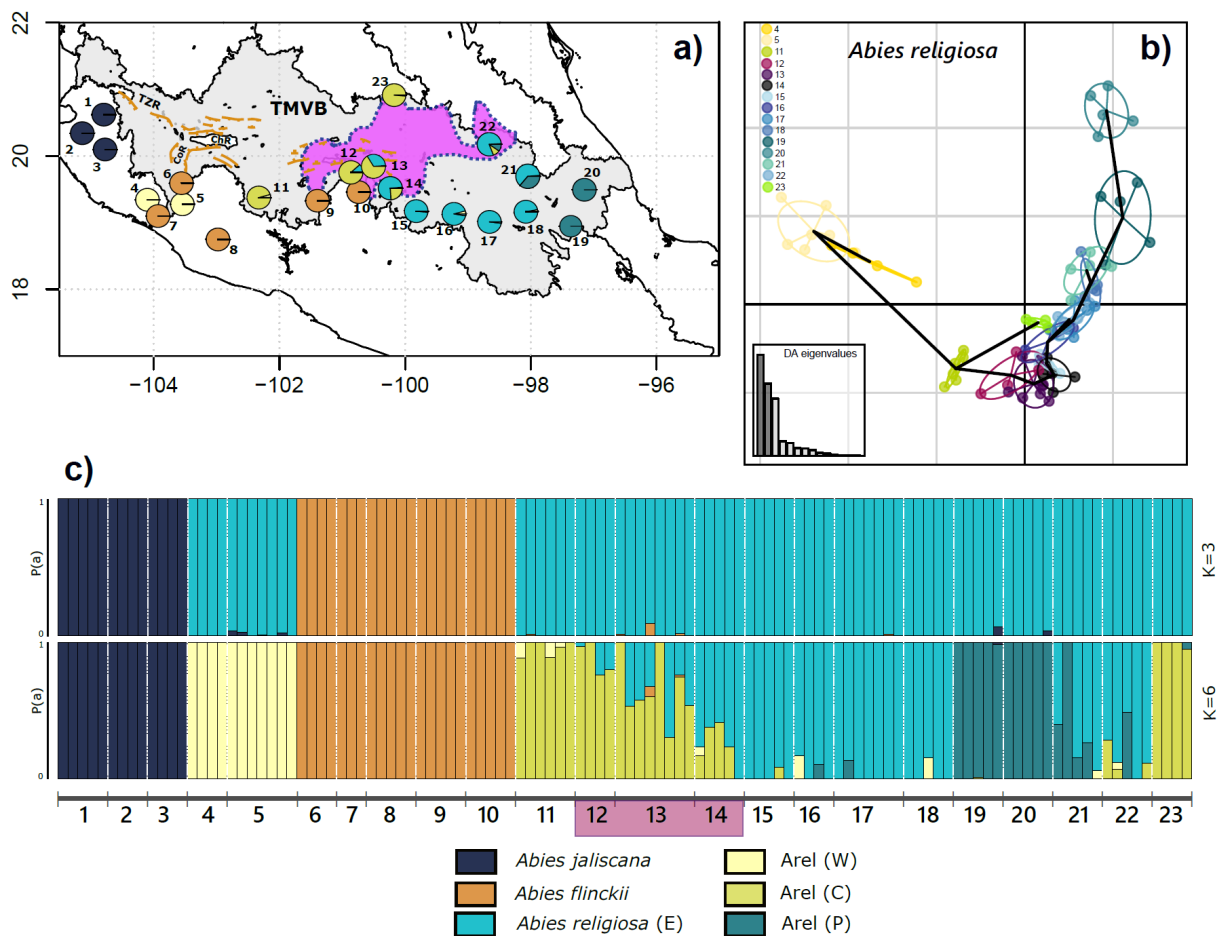 22
20
18
−104
−102
−100
−98
−96
a)
TMVB
TZR
ChR
CoR
1
2
3
4
5
6
7
8
9
10
11
12
13
14
15
16
17
18
19
20
21
22
23
b)
Abies religiosa
4
5
11
12
13
14
15
16
17
18
19
20
21
22
23
DA eigenvalues
c)
1
P(a)
0
K=3
1
P(a)
0
K=6
1 2 3 4 5 6 7 8 9 10 11 12 13 14 15 16 17 18 19 20 21 22 23
Abies jaliscana
Abies flinckii
Abies religiosa (E)
Arel (W)
Arel (C)
Arel (P)